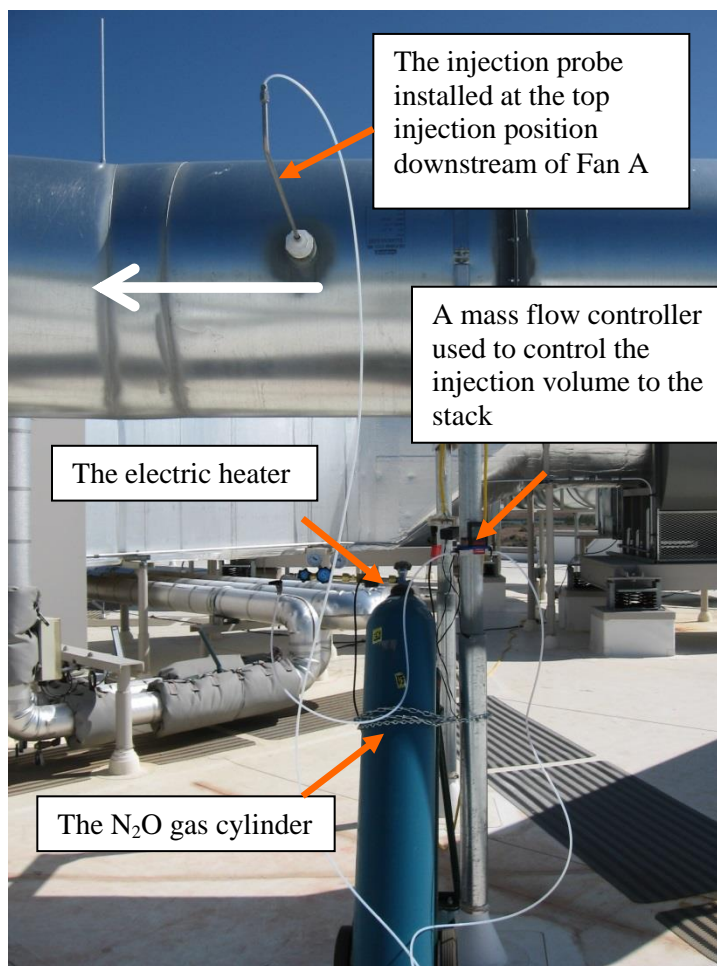 The injection probe
installed at the top
injection position
downstream of Fan A
A mass flow controller
used to control the
injection volume to the
stack
The electric heater
The N₂O gas cylinder